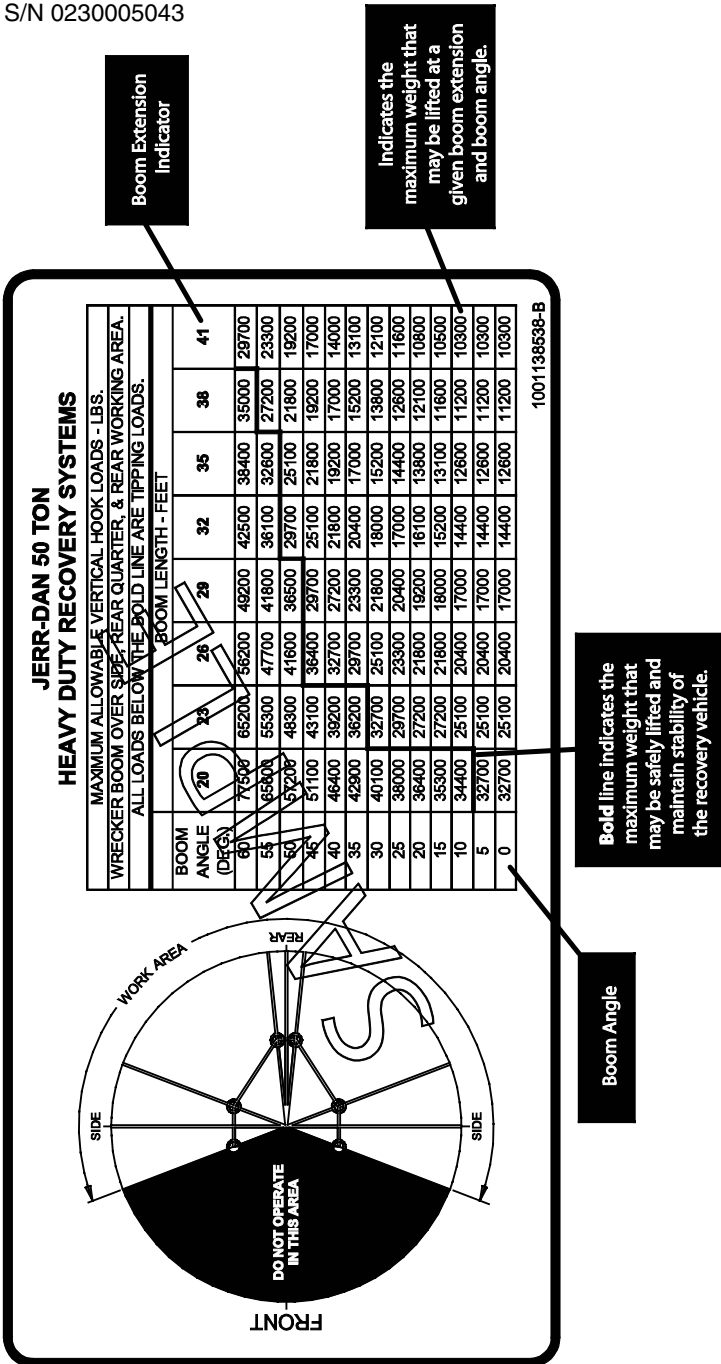 S/N 0230005043
JERR-DAN 50 TON
HEAVY DUTY RECOVERY SYSTEMS
MAXIMUM ALLOWABLE VERTICAL HOOK LOADS - LBS.
WRECKER BOOM OVER SIDE, REAR QUARTER, & REAR WORKING AREA.
ALL LOADS BELOW THE BOLD LINE ARE TIPPING LOADS.
BOOM LENGTH - FEET
BOOM
ANGLE
(DEG.)
20 23 26 29 32 35 38 41
60 77500 65200 56200 49200 42500 38400 35000 29700
55 65600 55300 47700 41800 36100 32600 27200 23300
50 57200 48300 41600 36500 29700 25100 21800 19200
45 51100 43100 36400 29700 25100 21800 19200 17000
40 46400 39200 32700 27200 21800 19200 17000 14000
35 42900 36200 29700 23300 20400 17000 15200 13100
30 40100 32700 25100 21800 18000 15200 13800 12100
25 38000 29700 23300 20400 17000 14400 12600 11600
20 36400 27200 21800 19200 16100 13800 12100 10800
15 35300 27200 21800 18000 15200 13100 11600 10500
10 34400 25100 20400 17000 14400 12600 11200 10300
5 32700 25100 20400 17000 14400 12600 11200 10300
0 32700 25100 20400 17000 14400 12600 11200 10300
1001138538-B
SAMPLE
FRONT
DO NOT OPERATE
IN THIS AREA
SIDE
WORK AREA
REAR
SIDE
Boom Extension
Indicator
Indicates the
maximum weight that
may be lifted at a
given boom extension
and boom angle.
Boom Angle
Bold line indicates the
maximum weight that
may be safely lifted and
maintain stability of
the recovery vehicle.